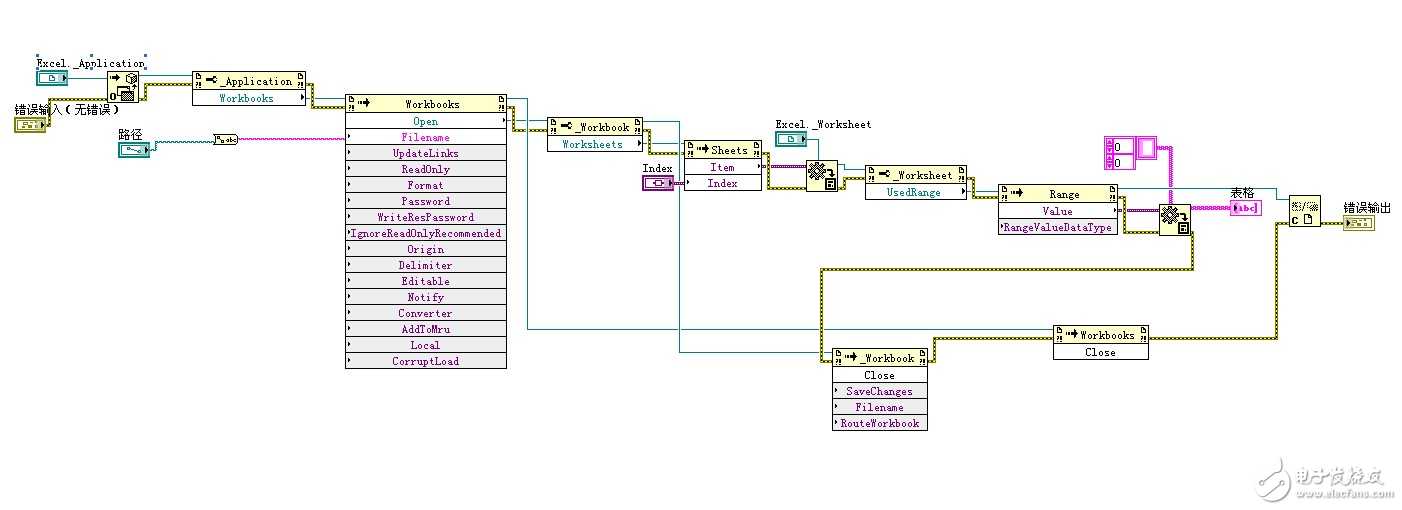 Excel._Application
_Application
Workbooks
错误输入(无错误)
路径
Workbooks
Open
Filename
UpdateLinks
ReadOnly
Format
Password
WriteResPassword
IgnoreReadOnlyRecommended
Origin
Delimiter
Editable
Notify
Converter
AddToMru
Local
CorruptLoad
_Workbook
Worksheets
Index
Sheets
Item
Index
Excel._Worksheet
_Worksheet
UsedRange
Range
Value
RangeValueDataType
0
0
表格
abc
错误输出
_Workbook
Close
SaveChanges
Filename
RouteWorkbook
Workbooks
Close
电子发烧友
www.elecfans.com